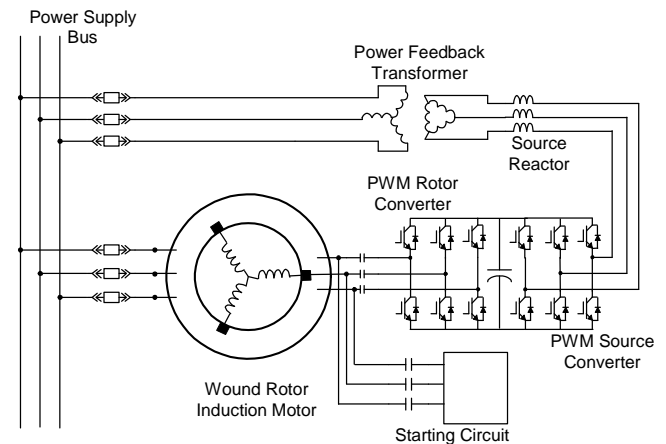 Power Supply
Bus
Power Feedback
Transformer
Source
Reactor
PWM Rotor
Converter
PWM Source
Converter
Wound Rotor
Induction Motor
Starting Circuit